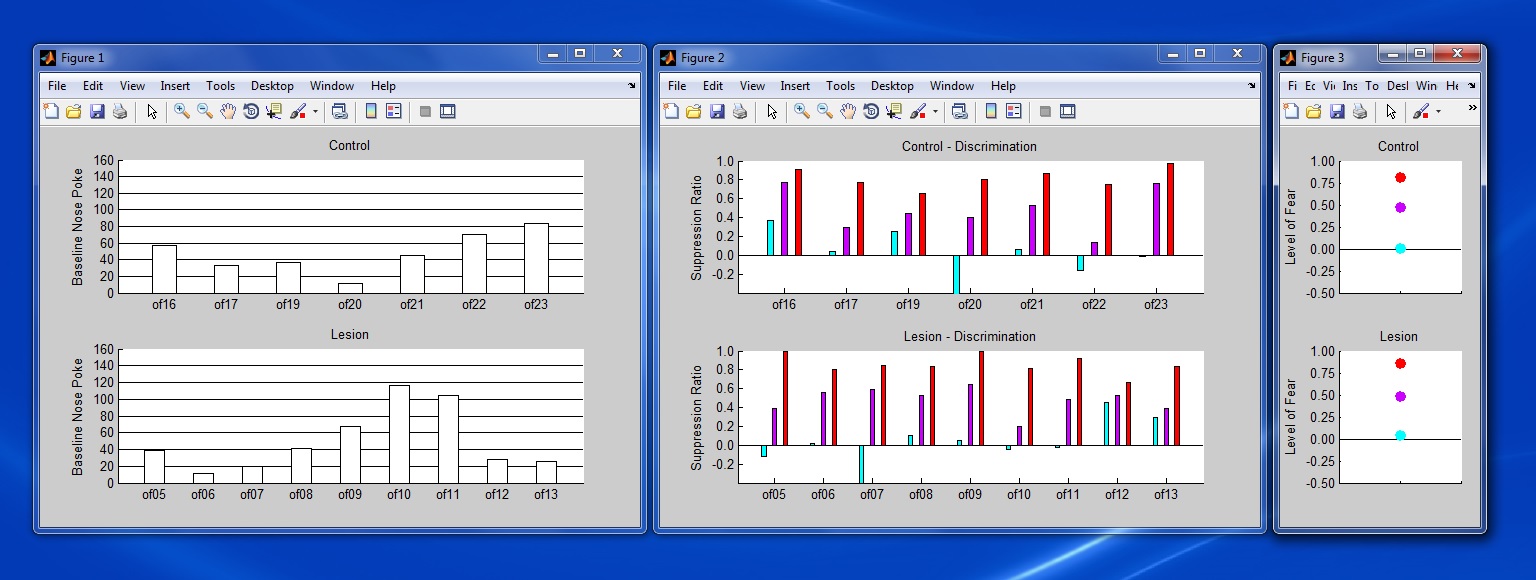 Figure 1
File Edit View Insert Tools Desktop Window Help
Control
Baseline Nose Poke
160
140
120
100
80
60
40
20
0
of16 of17 of19 of20 of21 of22 of23
Lesion
Baseline Nose Poke
160
140
120
100
80
60
40
20
0
of05 of06 of07 of08 of09 of10 of11 of12 of13
Figure 2
File Edit View Insert Tools Desktop Window Help
Control - Discrimination
Suppression Ratio
1.0
0.8
0.6
0.4
0.2
0.0
-0.2
of16 of17 of19 of20 of21 of22 of23
Lesion - Discrimination
Suppression Ratio
1.0
0.8
0.6
0.4
0.2
0.0
-0.2
of05 of06 of07 of08 of09 of10 of11 of12 of13
Figure 3
Fi Ec Vi Ins To Desl Win He
Control
Level of Fear
1.00
0.75
0.50
0.25
0.00
-0.25
-0.50
Lesion
Level of Fear
1.00
0.75
0.50
0.25
0.00
-0.25
-0.50